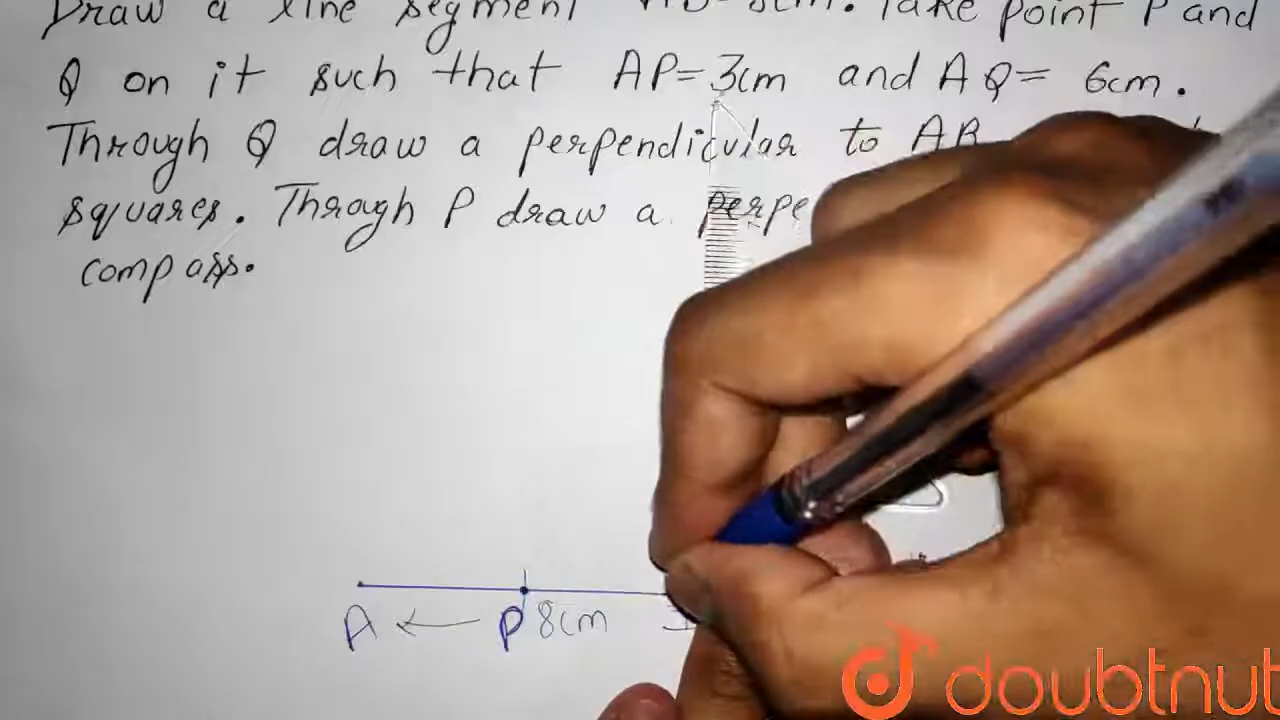 Draw a line segment AB=8cm. Take point P and
Q on it such that AP=3cm and AQ= 6cm.
Through Q draw a perpendicular to AB
squares. Throagh P draw a perpe
compass.
A P 8cm
doubtnut